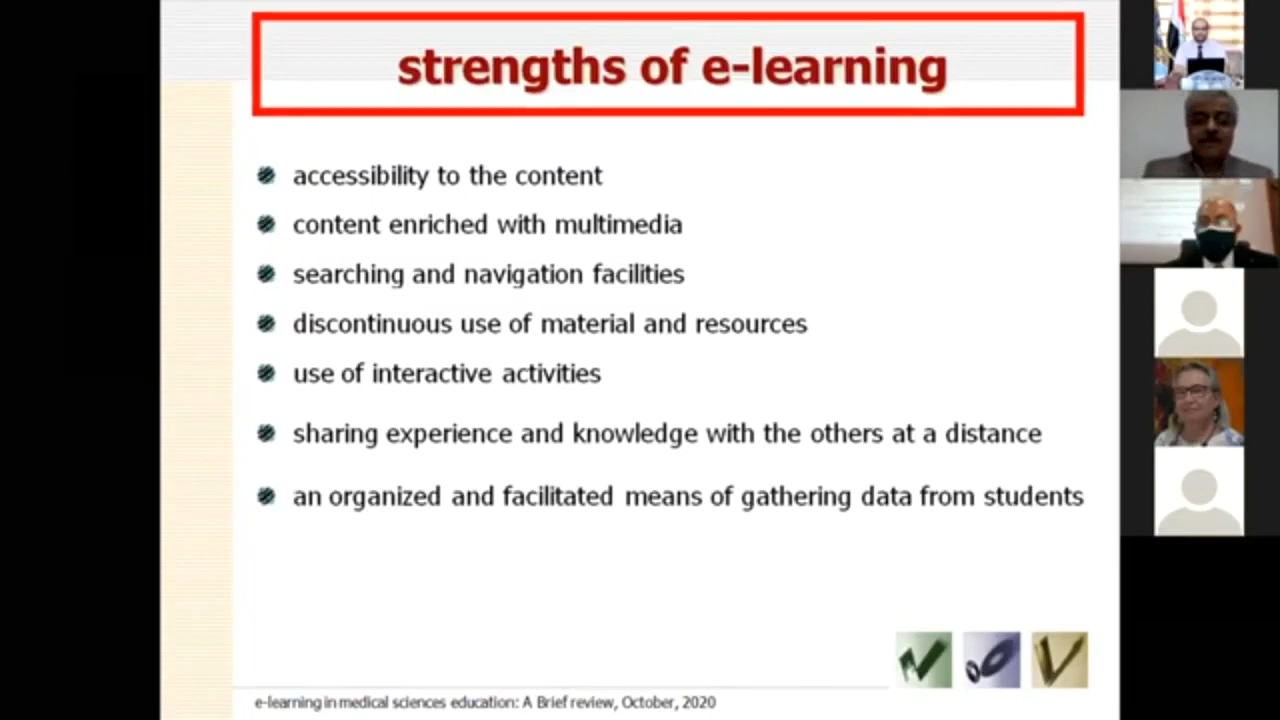 strengths of e-learning
accessibility to the content
content enriched with multimedia
searching and navigation facilities
discontinuous use of material and resources
use of interactive activities
sharing experience and knowledge with the others at a distance
an organized and facilitated means of gathering data from students
e-learning in medical sciences education: A Brief review, October, 2020